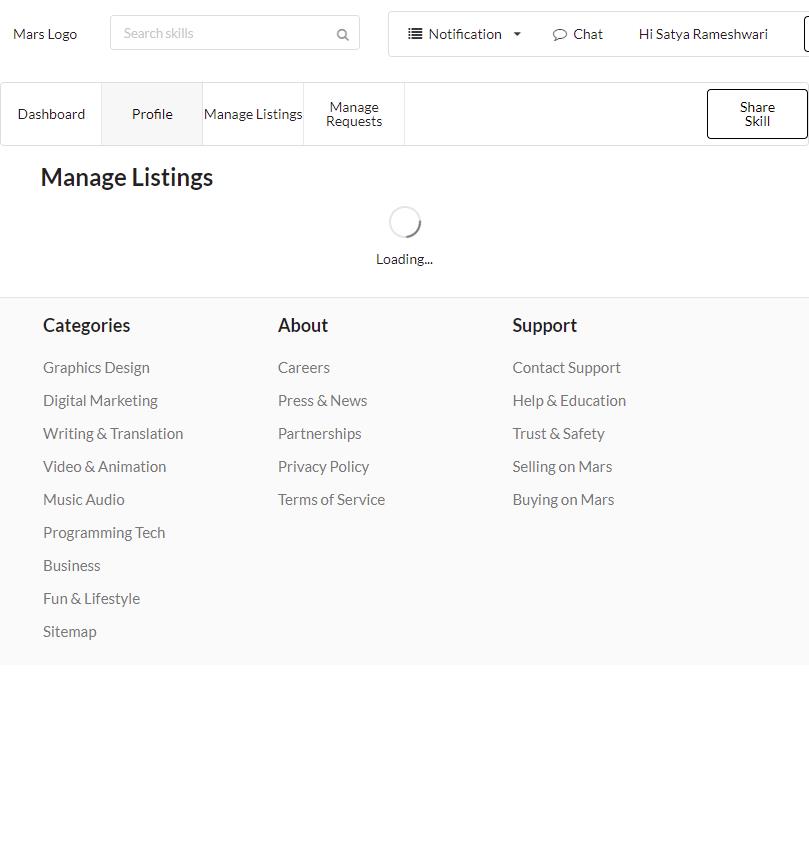 Mars Logo
Search skills
Notification
Chat
Hi Satya Rameshwari
Dashboard
Profile
Manage Listings
Manage
Requests
Share
Skill
Manage Listings
Loading...
Categories
Graphics Design
Digital Marketing
Writing & Translation
Video & Animation
Music Audio
Programming Tech
Business
Fun & Lifestyle
Sitemap
About
Careers
Press & News
Partnerships
Privacy Policy
Terms of Service
Support
Contact Support
Help & Education
Trust & Safety
Selling on Mars
Buying on Mars